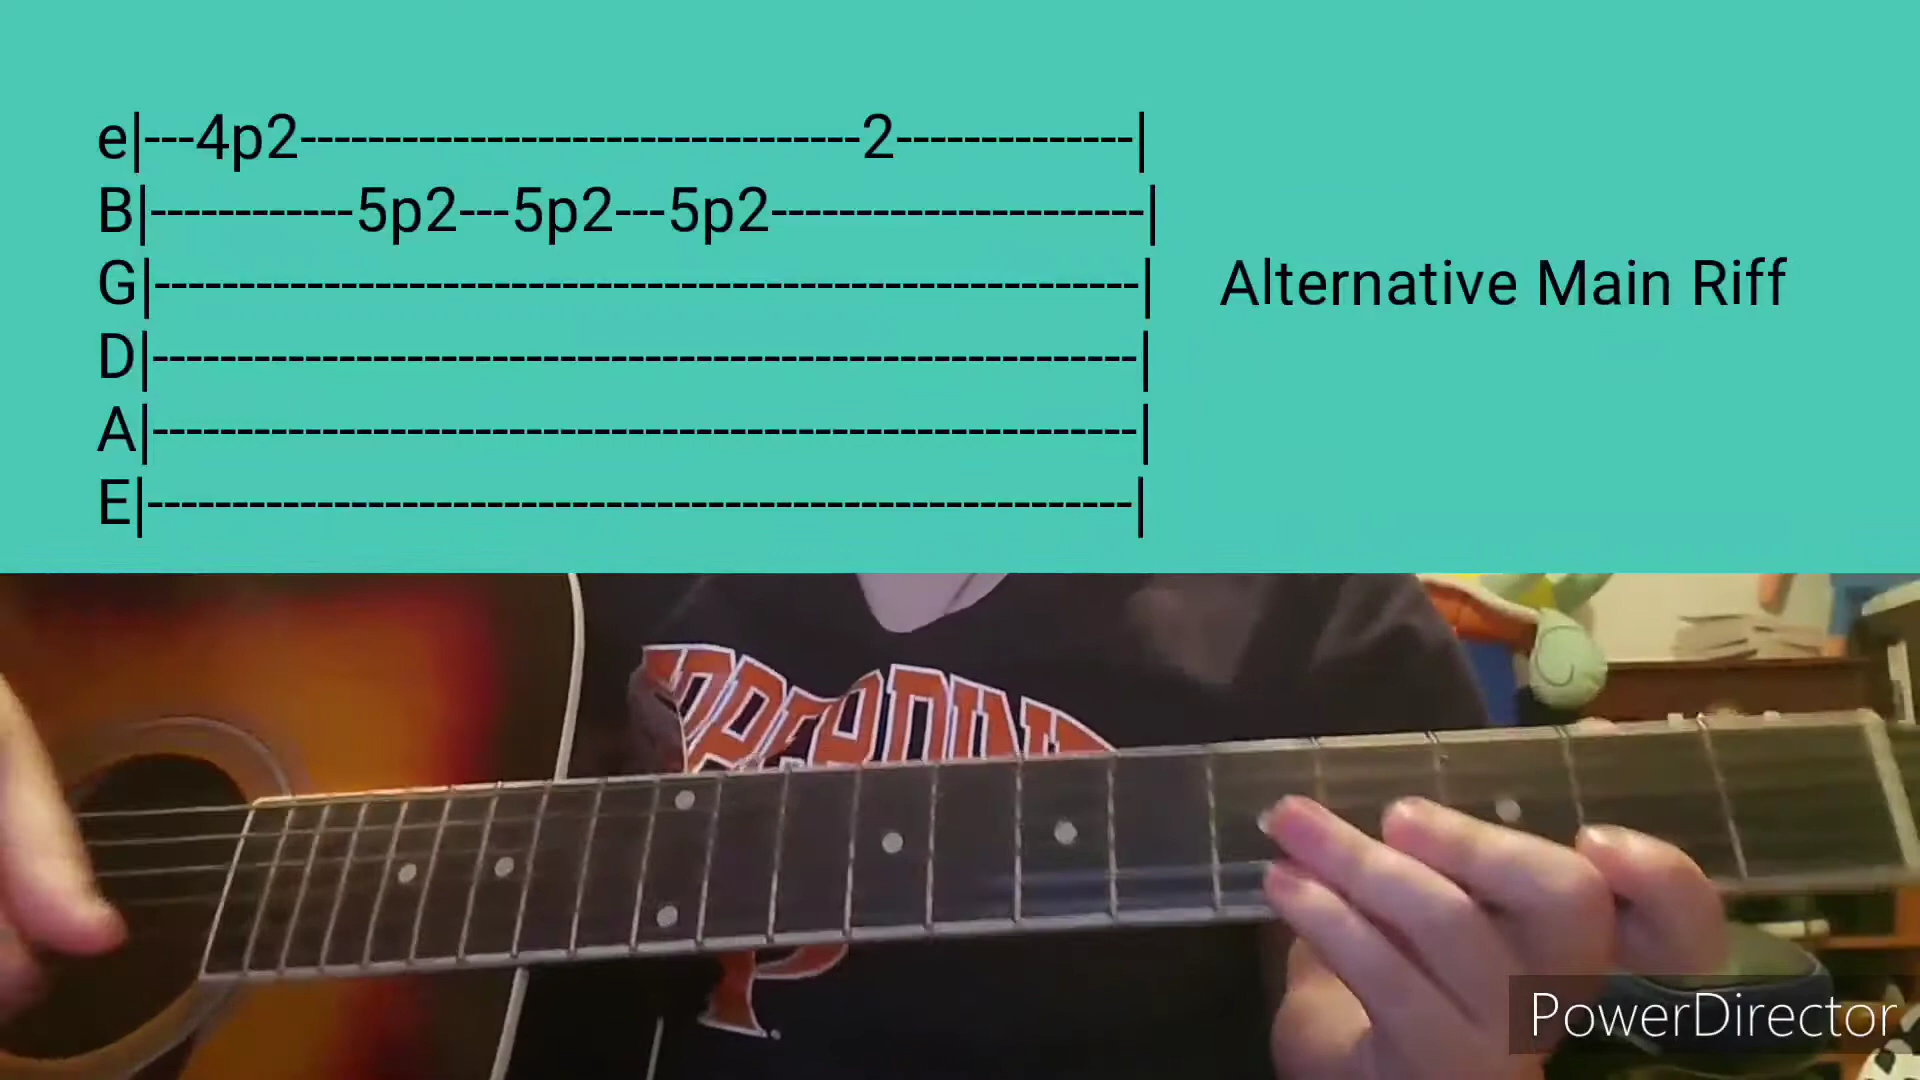 e|---4p2----------------------------------2--------------|
B|------------5p2---5p2---5p2----------------------|
G|----------------------------------------------------------|
Alternative Main Riff
D|----------------------------------------------------------|
A|----------------------------------------------------------|
E|----------------------------------------------------------|
PowerDirector